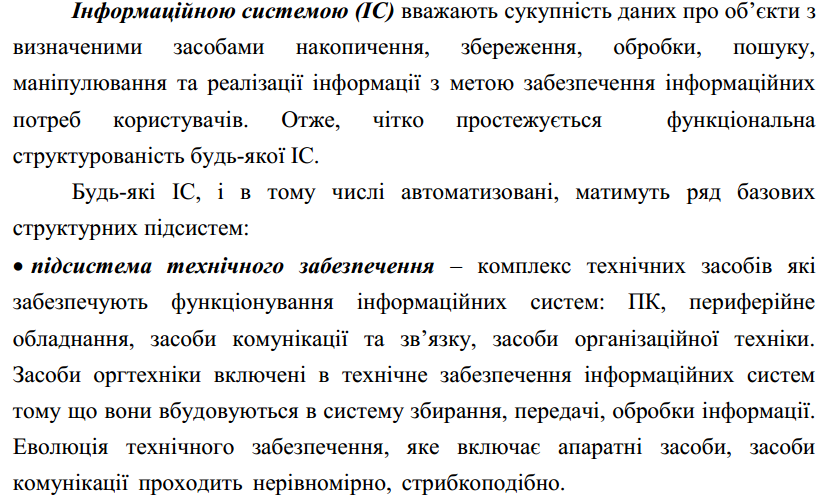 Інформаційною системою (ІС) вважають сукупність даних про об’єкти з
визначеними засобами накопичення, збереження, обробки, пошуку,
маніпулювання та реалізації інформації з метою забезпечення інформаційних
потреб користувачів. Отже, чітко простежується функціональна
структурованість будь-якої ІС.
Будь-які ІС, і в тому числі автоматизовані, матимуть ряд базових
структурних підсистем:
• підсистема технічного забезпечення – комплекс технічних засобів які
забезпечують функціонування інформаційних систем: ПК, периферійне
обладнання, засоби комунікації та зв’язку, засоби організаційної техніки.
Засоби оргтехніки включені в технічне забезпечення інформаційних систем
тому що вони вбудовуються в систему збирання, передачі, обробки інформації.
Еволюція технічного забезпечення, яке включає апаратні засоби, засоби
комунікації проходить нерівномірно, стрибкоподібно.